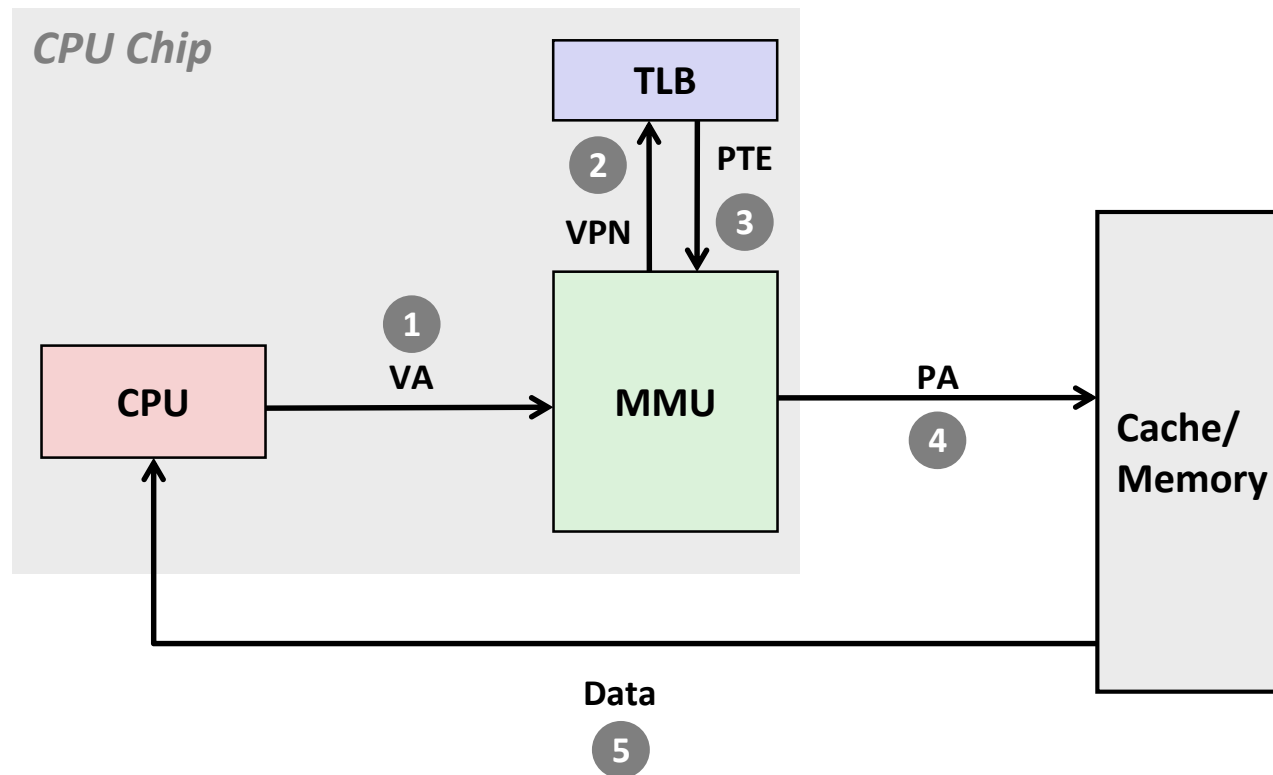 CPU Chip
TLB
2
PTE
VPN
3
1
VA
CPU
MMU
PA
4
Cache/
Memory
Data
5